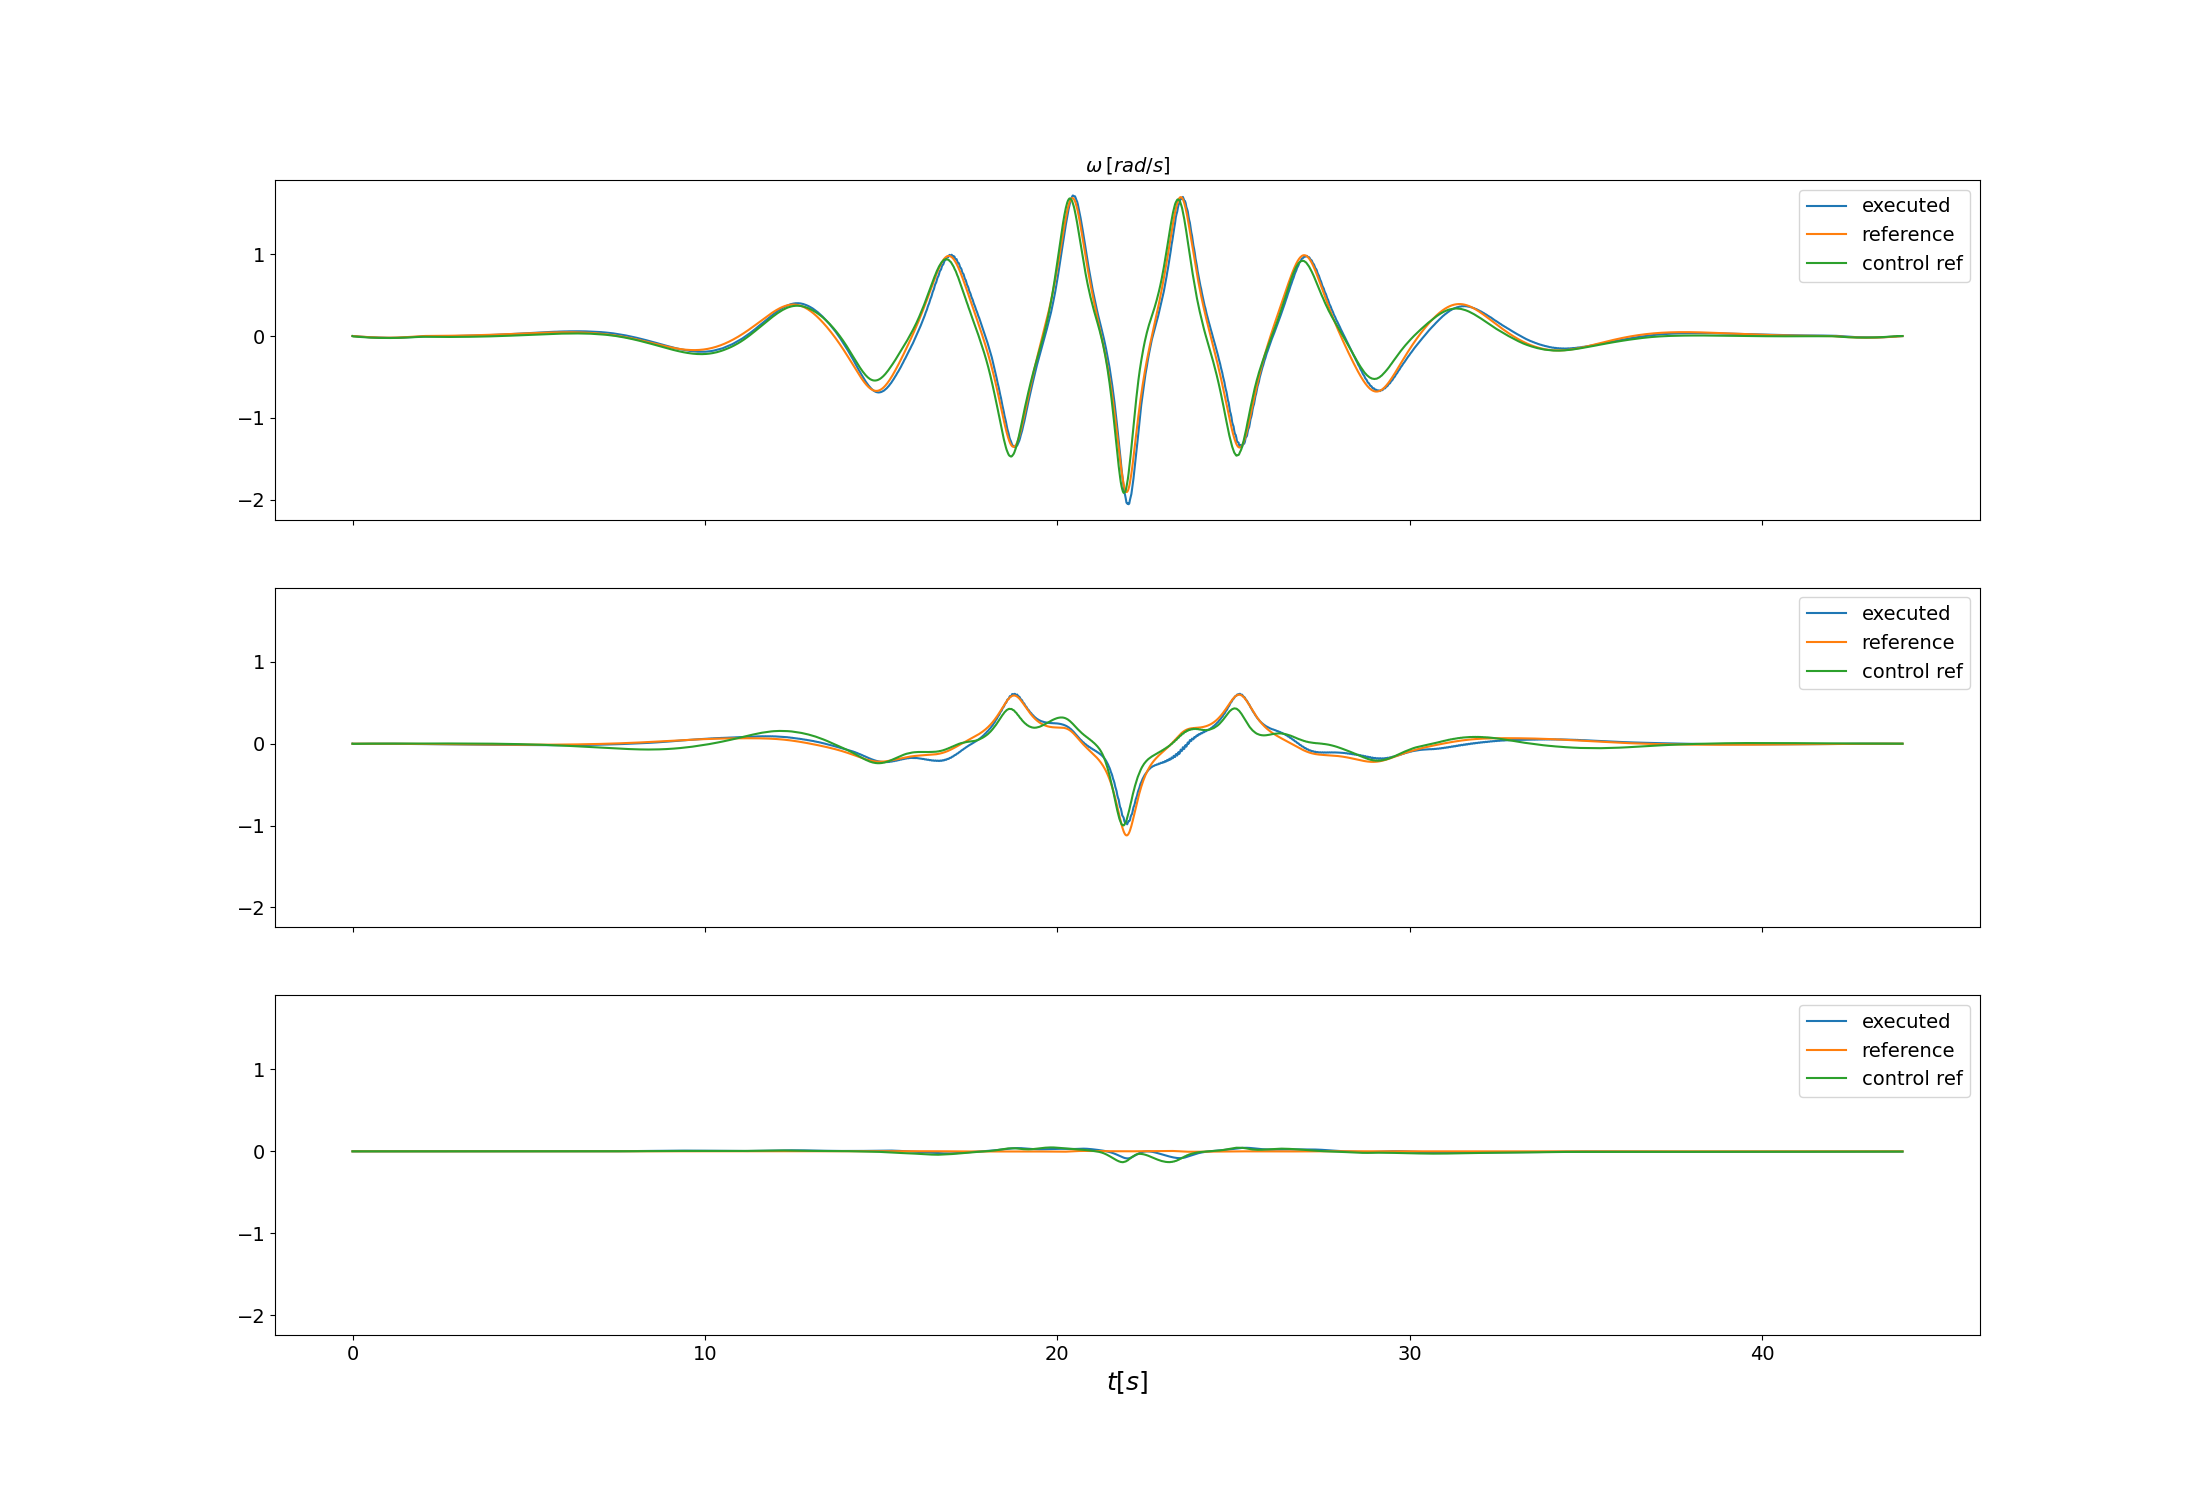 ω [rad/s]
executed
reference
control ref
1
0
−1
−2
executed
reference
control ref
1
0
−1
−2
executed
reference
control ref
1
0
−1
−2
0 10 20 30 40
t[s]